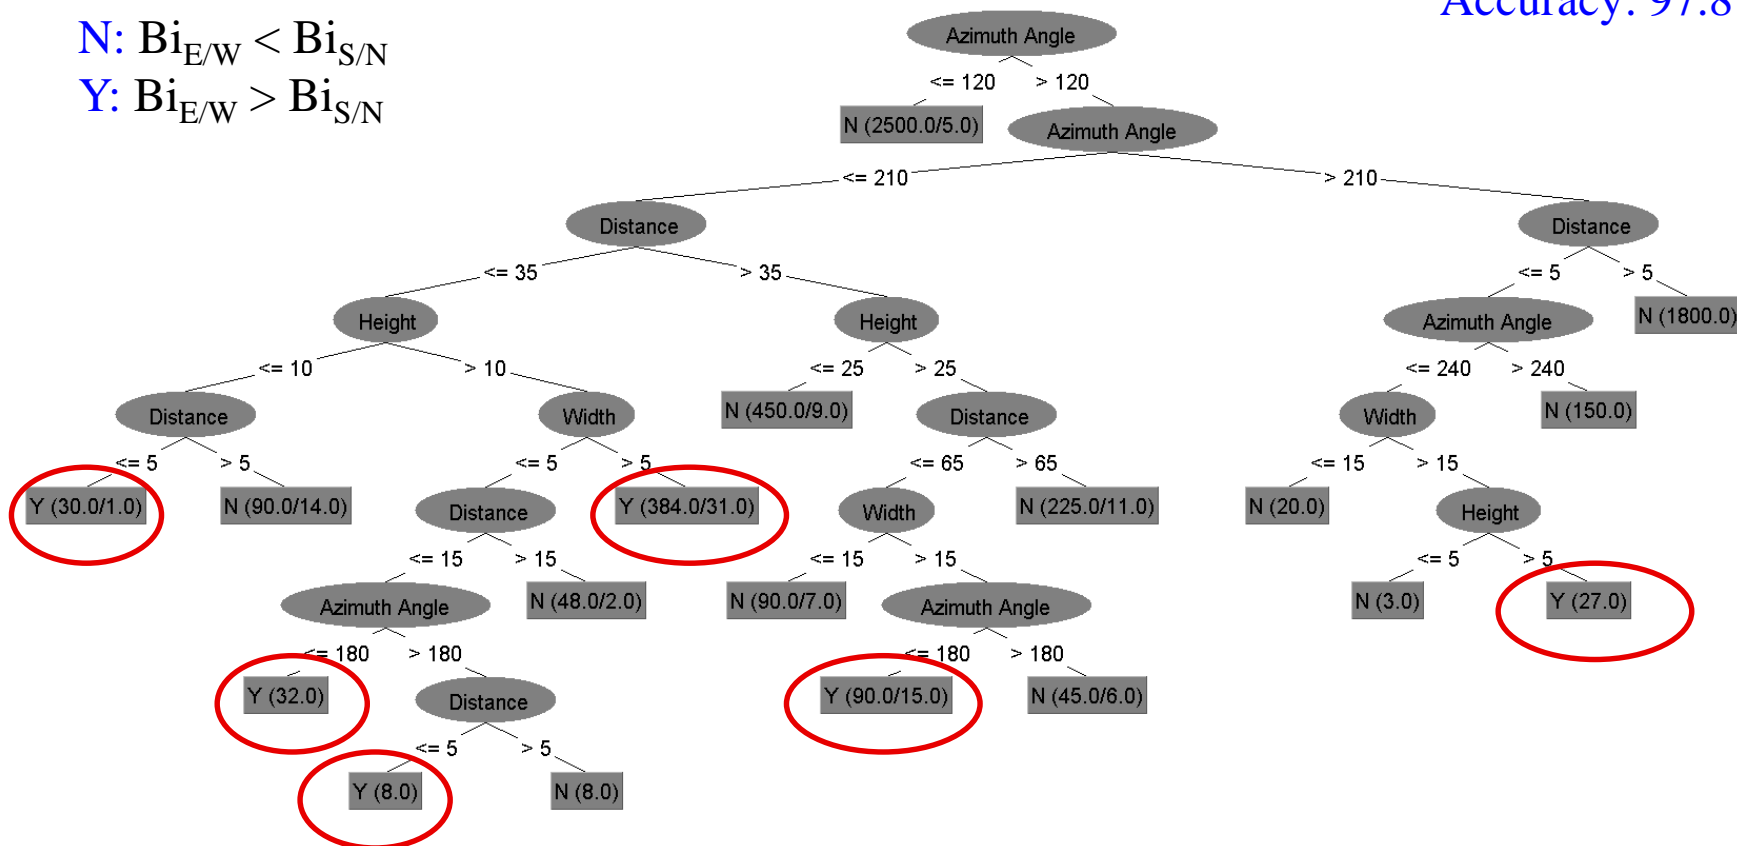 Accuracy: 97.8
N: Bi_E/W < Bi_S/N
Y: Bi_E/W > Bi_S/N
Azimuth Angle
<= 120 > 120
N (2500.0/5.0) Azimuth Angle
<= 210 > 210
Distance Distance
<= 35 > 35 <= 5 > 5
Height Height Azimuth Angle N (1800.0)
<= 10 > 10 <= 25 > 25 <= 240 > 240
Distance Width N (450.0/9.0) Distance Width N (150.0)
<= 5 > 5 <= 5 > 5 <= 65 > 65 <= 15 > 15
Y (30.0/1.0) N (90.0/14.0) Distance Y (384.0/31.0) Width N (225.0/11.0) N (20.0) Height
<= 15 > 15 <= 15 > 15 <= 5 > 5
Azimuth Angle N (48.0/2.0) N (90.0/7.0) Azimuth Angle N (3.0) Y (27.0)
<= 180 > 180 <= 180 > 180
Y (32.0) Distance Y (90.0/15.0) N (45.0/6.0)
<= 5 > 5
Y (8.0) N (8.0)